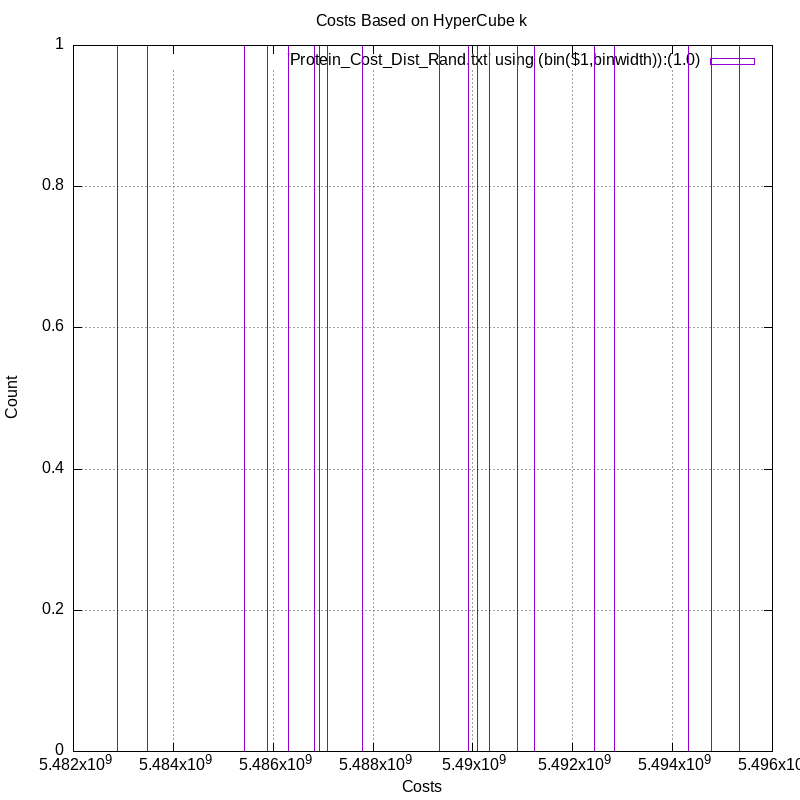 Costs Based on HyperCube k
Protein_Cost_Dist_Rand.txt using (bin($1,binwidth)):(1.0)
1
0.8
0.6
0.4
0.2
0
Count
5.482x10⁹ 5.484x10⁹ 5.486x10⁹ 5.488x10⁹ 5.49x10⁹ 5.492x10⁹ 5.494x10⁹ 5.496x10
Costs